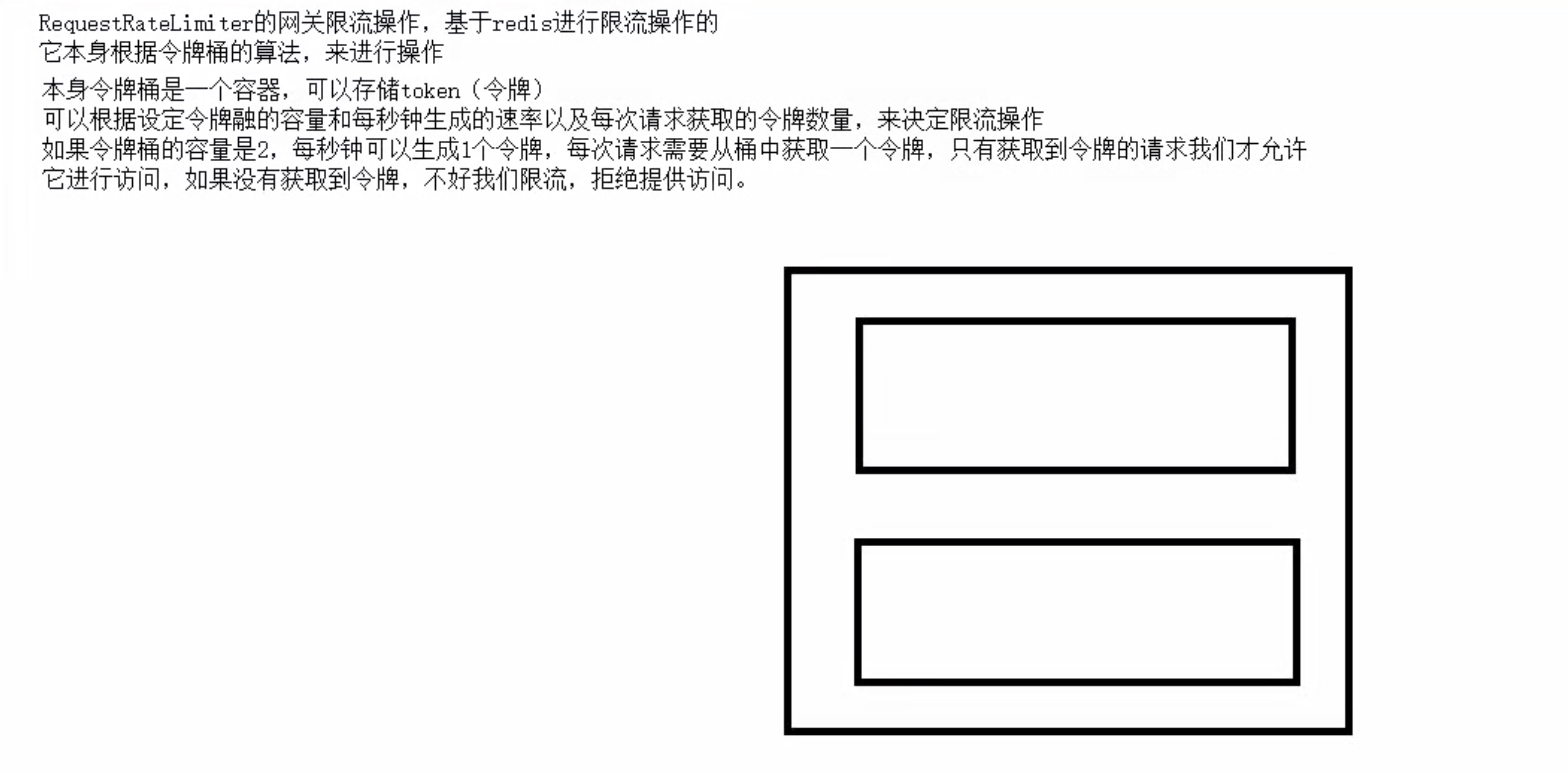 RequestRateLimiter的网关限流操作，基于redis进行限流操作的
它本身根据令牌桶的算法，来进行操作
本身令牌桶是一个容器，可以存储token（令牌）
可以根据设定令牌融的容量和每秒钟生成的速率以及每次请求获取的令牌数量，来决定限流操作
如果令牌桶的容量是2，每秒钟可以生成1个令牌，每次请求需要从桶中获取一个令牌，只有获取到令牌的请求我们才允许
它进行访问，如果没有获取到令牌，不好我们限流，拒绝提供访问。